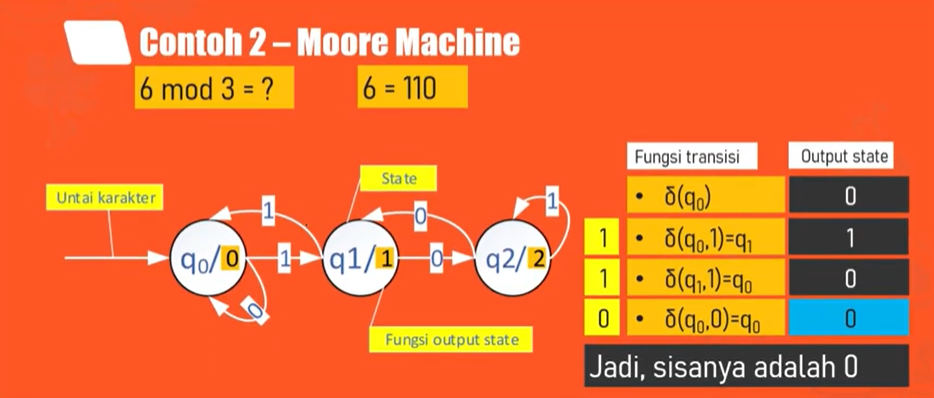 Contoh 2 – Moore Machine
6 mod 3 = ?
6 = 110
Untai karakter
State
1
0
1
q₀/0
1
q1/1
0
q2/2
0
Fungsi output state
Fungsi transisi
Output state
• δ(q₀)
0
1
• δ(q₀,1)=q₁
1
1
• δ(q₁,1)=q₀
0
0
• δ(q₀,0)=q₀
0
Jadi, sisanya adalah 0